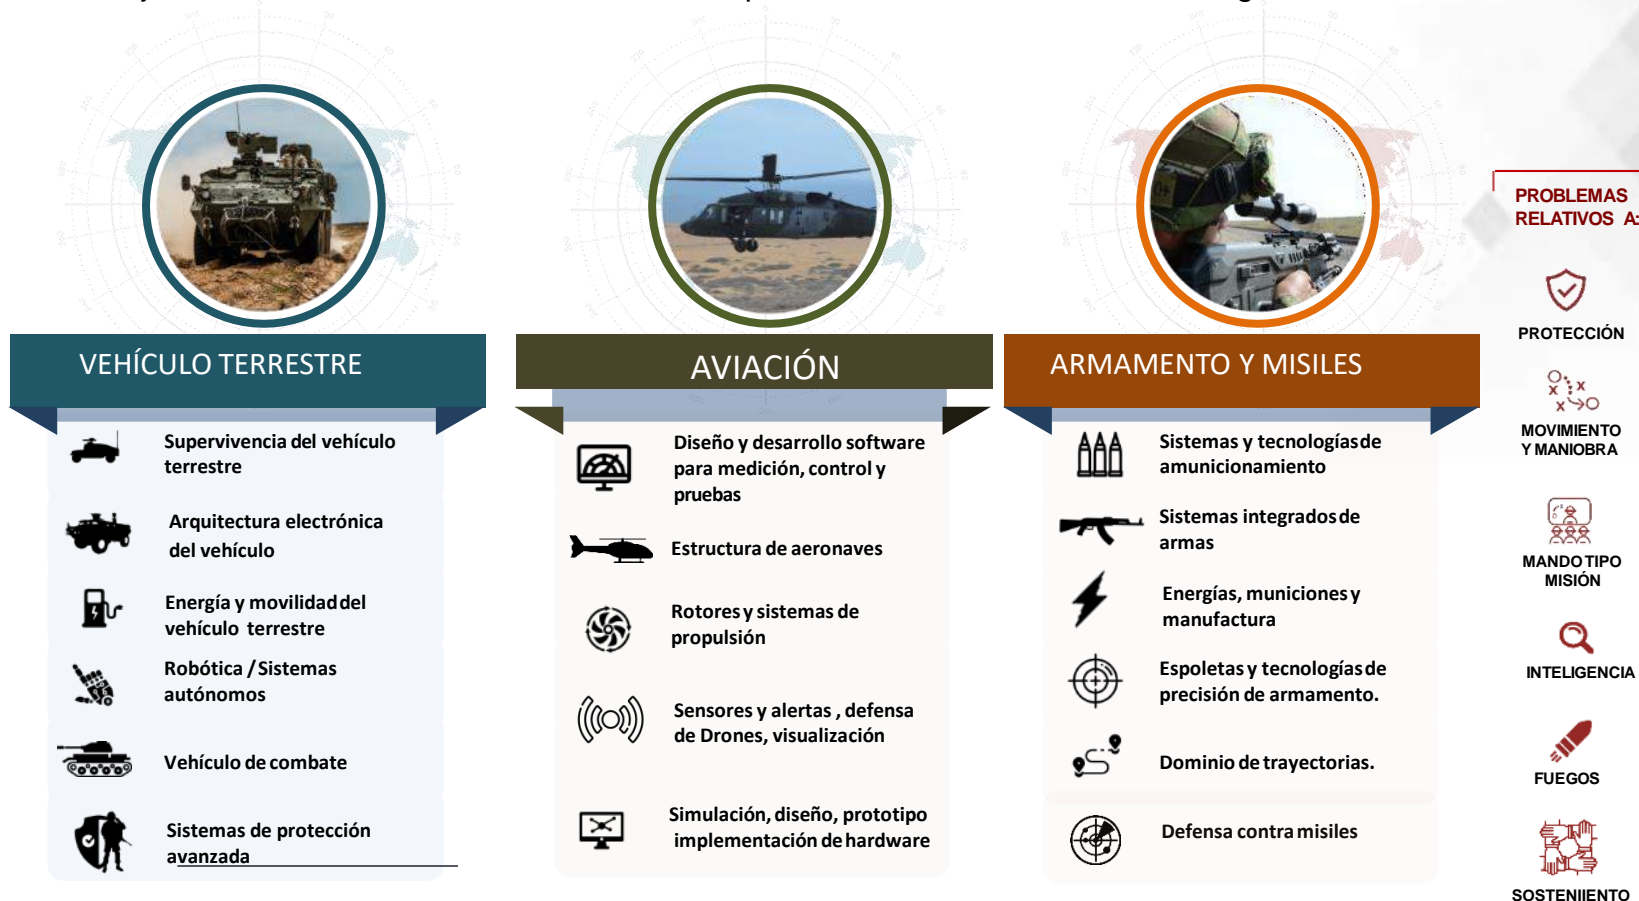 VEHÍCULO TERRESTRE
Supervivencia del vehículo
terrestre
Arquitectura electrónica
del vehículo
Energía y movilidad del
vehículo terrestre
Robótica / Sistemas
autónomos
Vehículo de combate
Sistemas de protección
avanzada
AVIACIÓN
Diseño y desarrollo software
para medición, control y
pruebas
Estructura de aeronaves
Rotores y sistemas de
propulsión
Sensores y alertas , defensa
de Drones, visualización
Simulación, diseño, prototipo
implementación de hardware
ARMAMENTO Y MISILES
Sistemas y tecnologías de
amunicionamiento
Sistemas integrados de
armas
Energías, municiones y
manufactura
Espoletas y tecnologías de
precisión de armamento.
Dominio de trayectorias.
Defensa contra misiles
PROBLEMAS
RELATIVOS A:
PROTECCIÓN
MOVIMIENTO
Y MANIOBRA
MANDO TIPO
MISIÓN
INTELIGENCIA
FUEGOS
SOSTENIIENTO